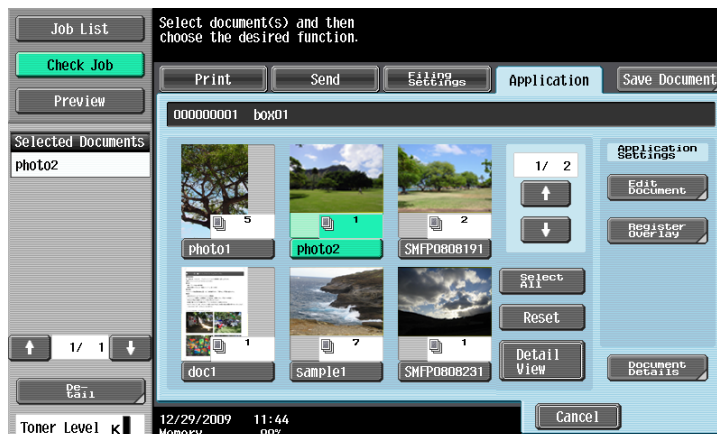 Job List
Check Job
Preview
Selected Documents
photo2
1/ 1
De-
tail
Toner Level K
Select document(s) and then
choose the desired function.
Print
Send
Filing
Settings
Application
Save Document
000000001 box01
5
photo1
1
photo2
2
SMFP0808191
1
doc1
7
sample1
1
SMFP0808231
1/ 2
Select
All
Reset
Detail
View
Application
Settings
Edit
Document
Register
Overlay
Document
Details
Cancel
12/29/2009 11:44
Memory 99%